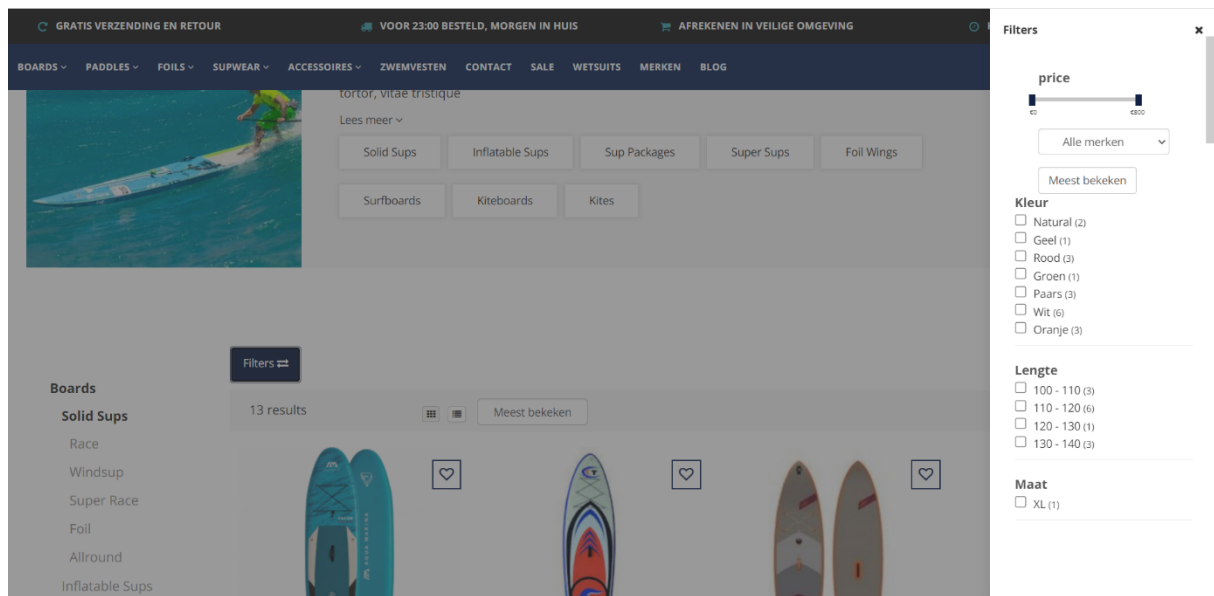 GRATIS VERZENDING EN RETOUR
VOOR 23:00 BESTELD, MORGEN IN HUIS
AFREKENEN IN VEILIGE OMGEVING
BOARDS PADDLES FOILS SUPWEAR ACCESSOIRES ZWEMVESTEN CONTACT SALE WETSUITS MERKEN BLOG
tortor, vitae tristique
Lees meer
Solid Sups Inflatable Sups Sup Packages Super Sups Foil Wings
Surfboards Kiteboards Kites
Filters
Boards
Solid Sups
Race
Windsup
Super Race
Foil
Allround
Inflatable Sups
13 results Meest bekeken
Filters
price
€0 €800
Alle merken
Meest bekeken
Kleur
Natural (2)
Geel (1)
Rood (3)
Groen (1)
Paars (3)
Wit (6)
Oranje (3)
Lengte
100 - 110 (3)
110 - 120 (6)
120 - 130 (1)
130 - 140 (3)
Maat
XL (1)